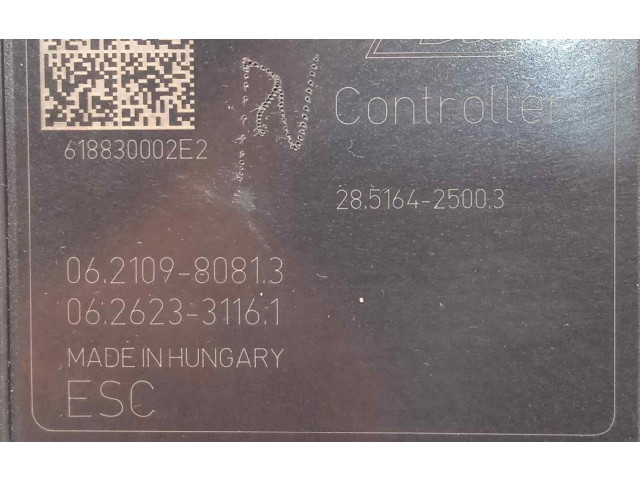 Controller
618830002E2
28.5164-2500.3
06.2109-8081.3
06.2623-3116.1
MADE IN HUNGARY
ESC